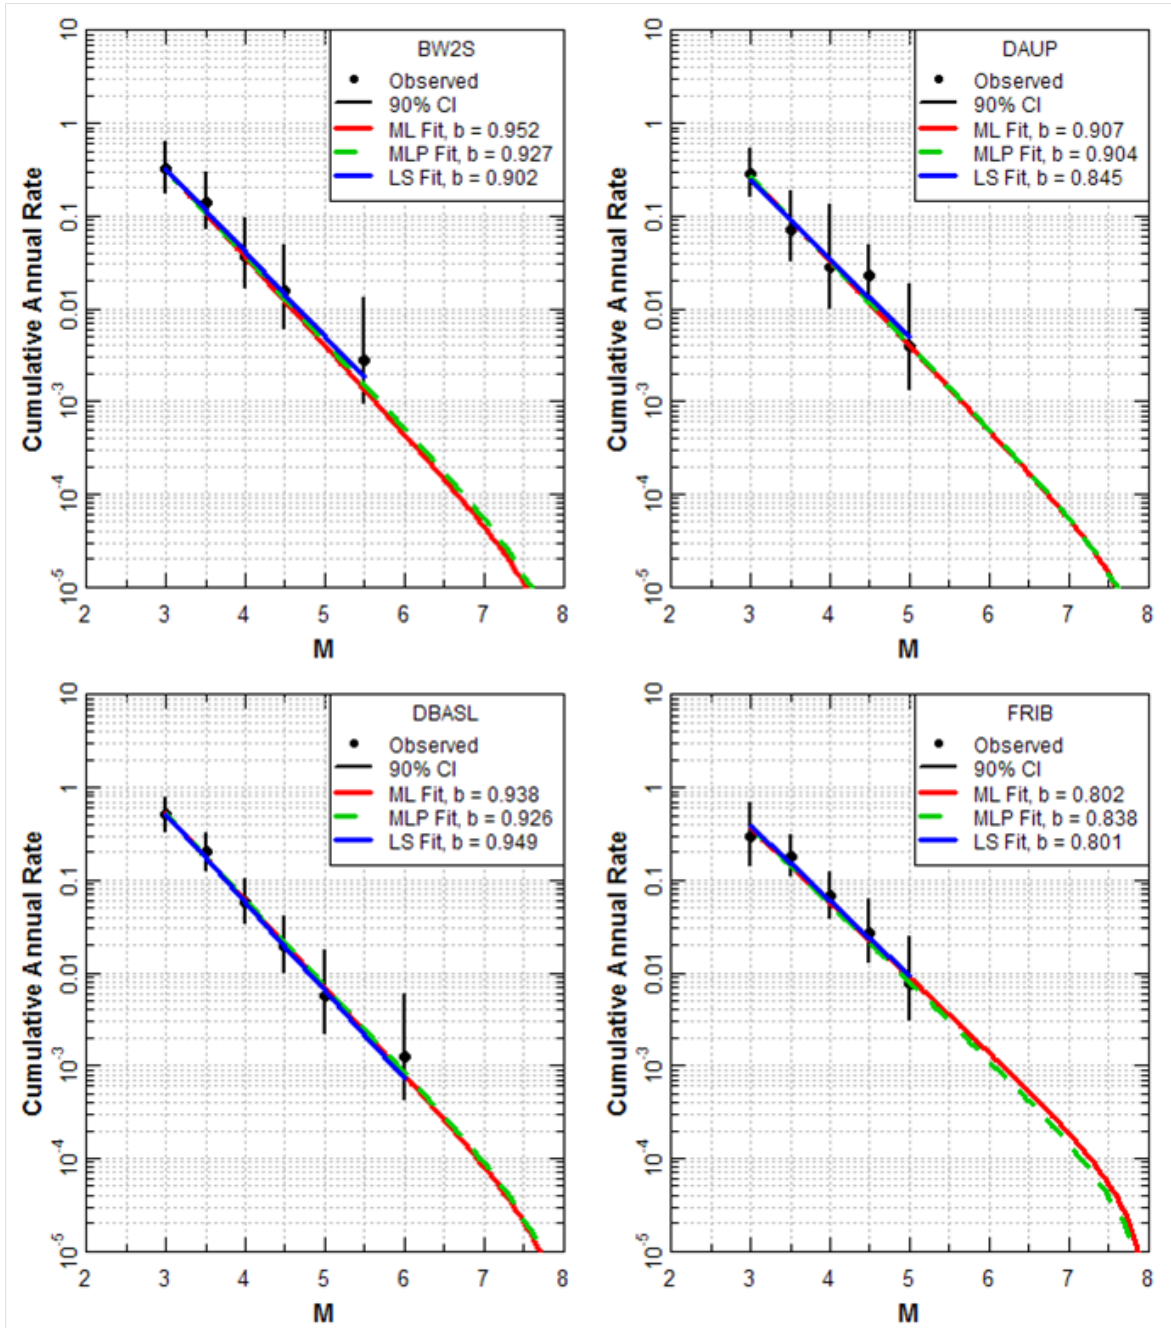 BW2S
Observed
90% CI
ML Fit, b = 0.952
MLP Fit, b = 0.927
LS Fit, b = 0.902
Cumulative Annual Rate
10
1
0.1
0.01
10-3
10-4
10-5
2 3 4 5 6 7 8
M
DAUP
Observed
90% CI
ML Fit, b = 0.907
MLP Fit, b = 0.904
LS Fit, b = 0.845
Cumulative Annual Rate
10
1
0.1
0.01
10-3
10-4
10-5
2 3 4 5 6 7 8
M
DBASL
Observed
90% CI
ML Fit, b = 0.938
MLP Fit, b = 0.926
LS Fit, b = 0.949
Cumulative Annual Rate
10
1
0.1
0.01
10-3
10-4
10-5
2 3 4 5 6 7 8
M
FRIB
Observed
90% CI
ML Fit, b = 0.802
MLP Fit, b = 0.838
LS Fit, b = 0.801
Cumulative Annual Rate
10
1
0.1
0.01
10-3
10-4
10-5
2 3 4 5 6 7 8
M